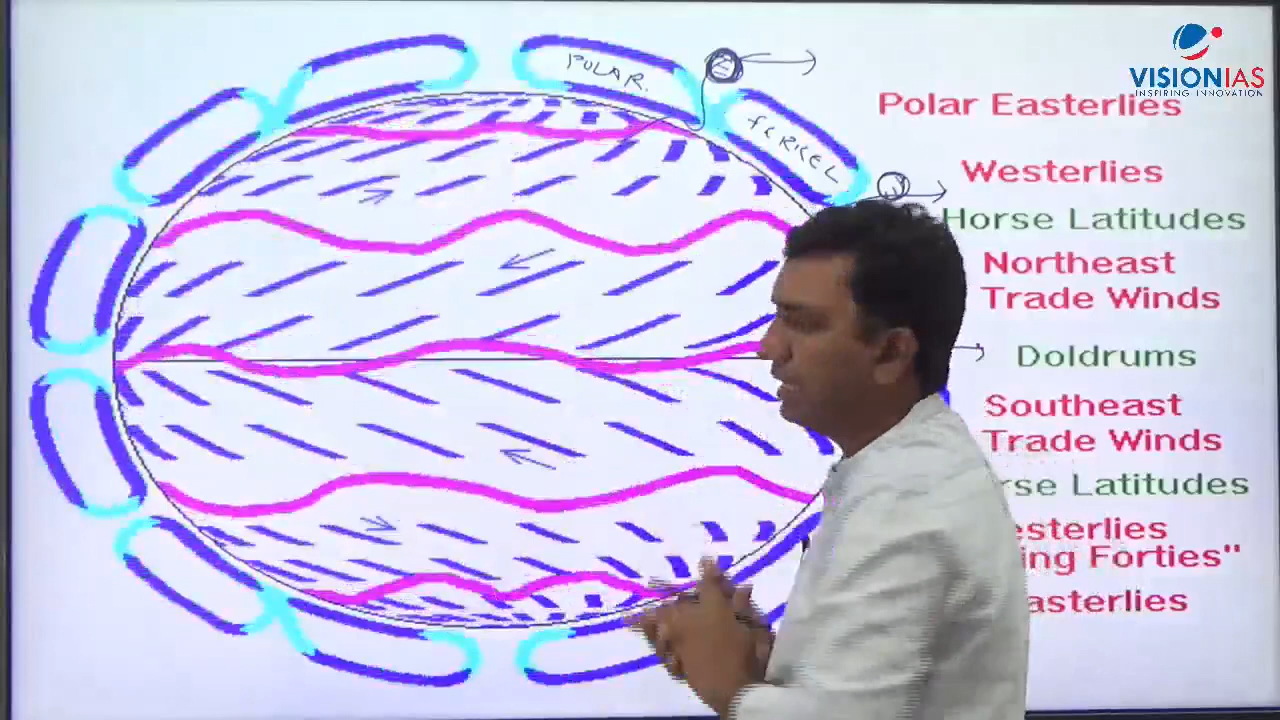 VISIONIAS
INSPIRING INNOVATION
POLAR
FERREL
Polar Easterlies
Westerlies
Horse Latitudes
Northeast
Trade Winds
Doldrums
Southeast
Trade Winds
rse Latitudes
esterlies
ing Forties"
asterlies